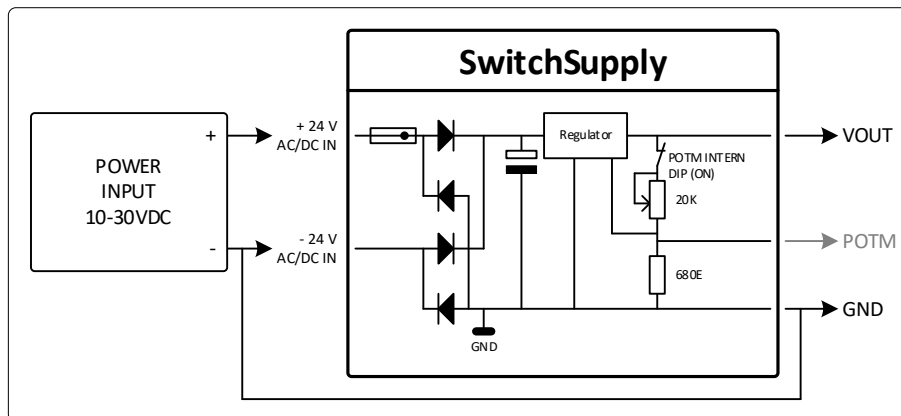 SwitchSupply
POWER
INPUT
10-30VDC
+
-
+ 24 V
AC/DC IN
- 24 V
AC/DC IN
Regulator
POTM INTERN
DIP (ON)
20K
680E
GND
VOUT
POTM
GND